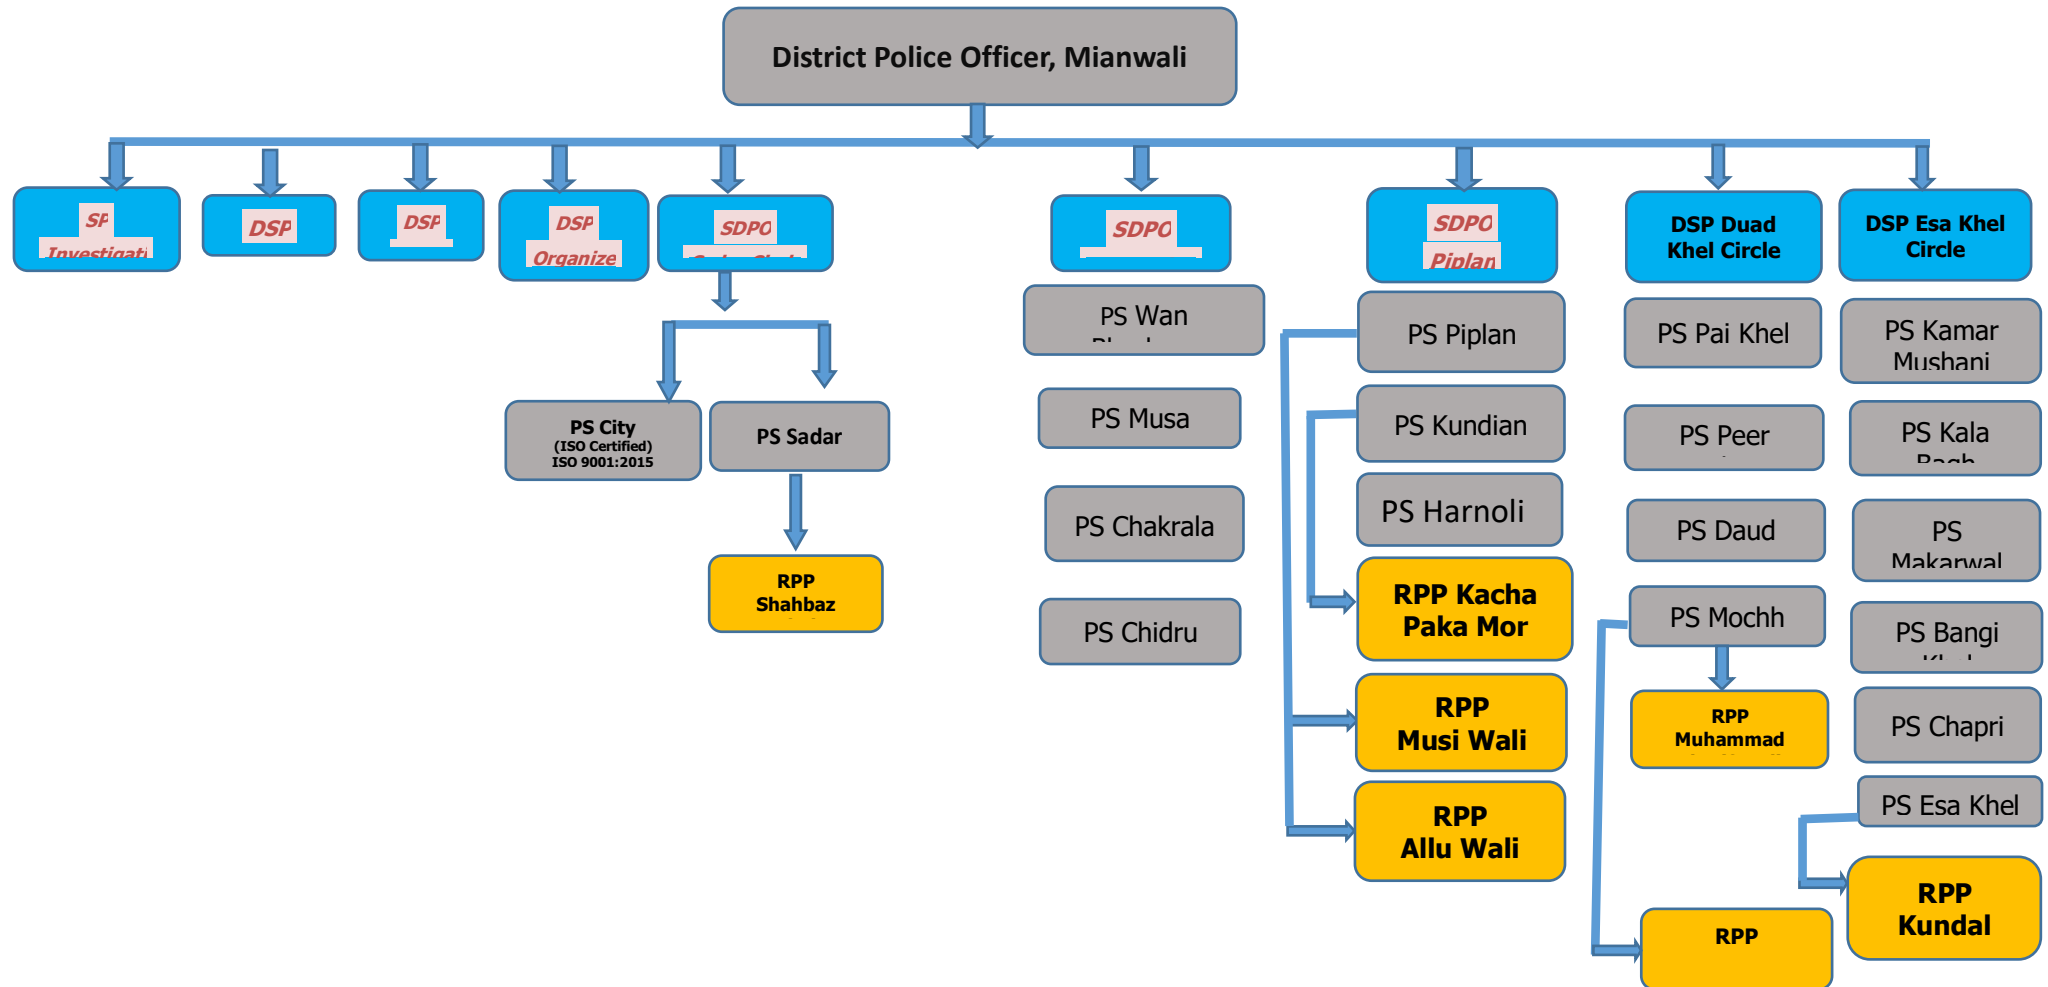 District Police Officer, Mianwali
SP
DSP
DSP
DSP
Organize
SDPO
SDPO
SDPO
Piplan
DSP Duad
Khel Circle
DSP Esa Khel
Circle
PS Wan
PS Piplan
PS Pai Khel
PS Kamar
Mushani
PS City
(ISO Certified)
ISO 9001:2015
PS Sadar
PS Musa
PS Kundian
PS Peer
PS Kala
PS Chakrala
PS Harnoli
PS Daud
PS
Makarwal
RPP
Shahbaz
RPP Kacha
Paka Mor
PS Chidru
PS Mochh
PS Bangi
RPP
Musi Wali
RPP
Muhammad
PS Chapri
RPP
Allu Wali
PS Esa Khel
RPP
RPP
Kundal